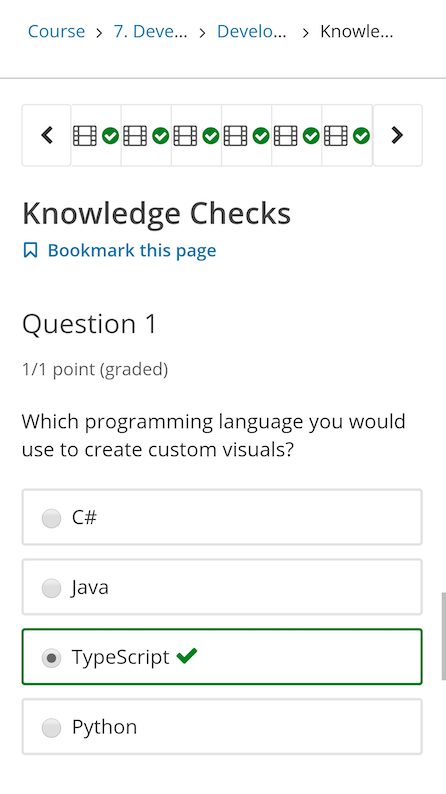 Course > 7. Deve... > Develo... > Knowle...
Knowledge Checks
Bookmark this page
Question 1
1/1 point (graded)
Which programming language you would
use to create custom visuals?
C#
Java
TypeScript
Python